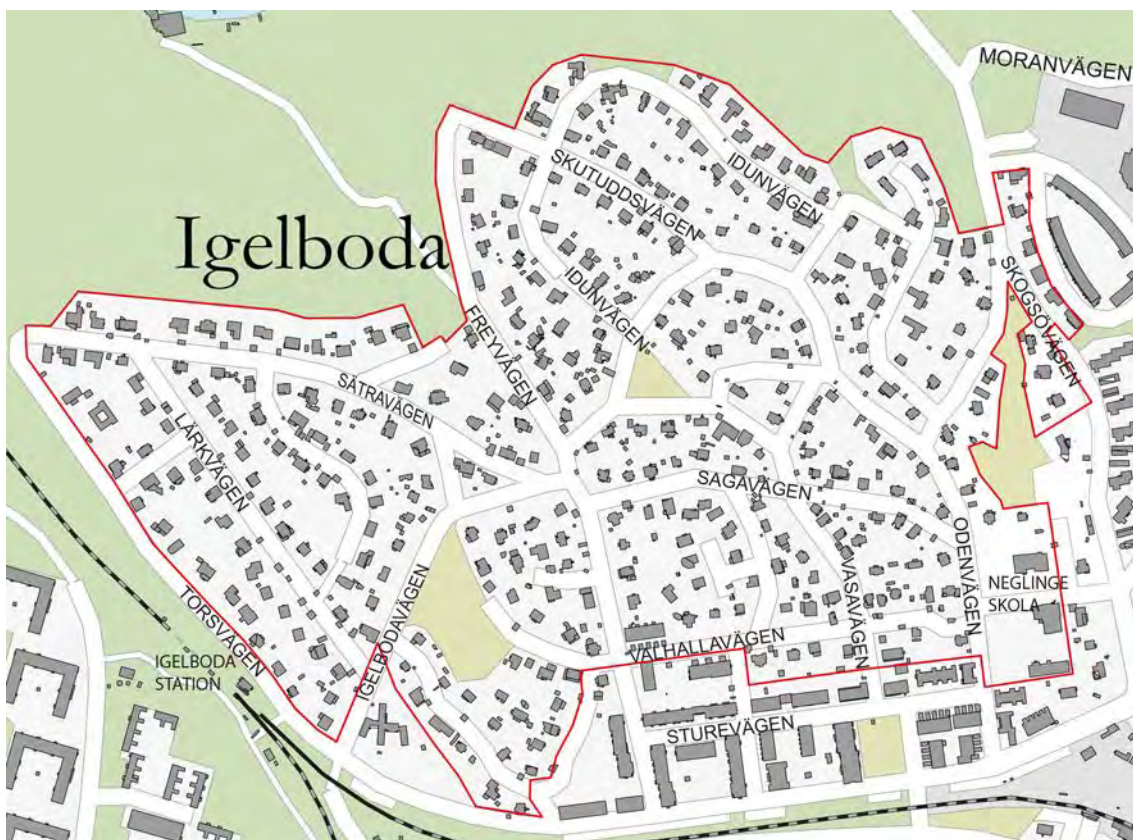 MORANVÄGEN
IDUNVÄGEN
SKUTUDDSVÄGEN
Igelboda
SKOGSÖVÄGEN
IDUNVÄGEN
FREYVÄGEN
SÄTRAVÄGEN
LÄRKVÄGEN
SAGAVÄGEN
ODENVÄGEN
VASAVÄGEN
NEGLINGE
SKOLA
IGELBODAVÄGEN
TORSVÄGEN
VALHALLAVÄGEN
IGELBODA
STATION
STUREVÄGEN